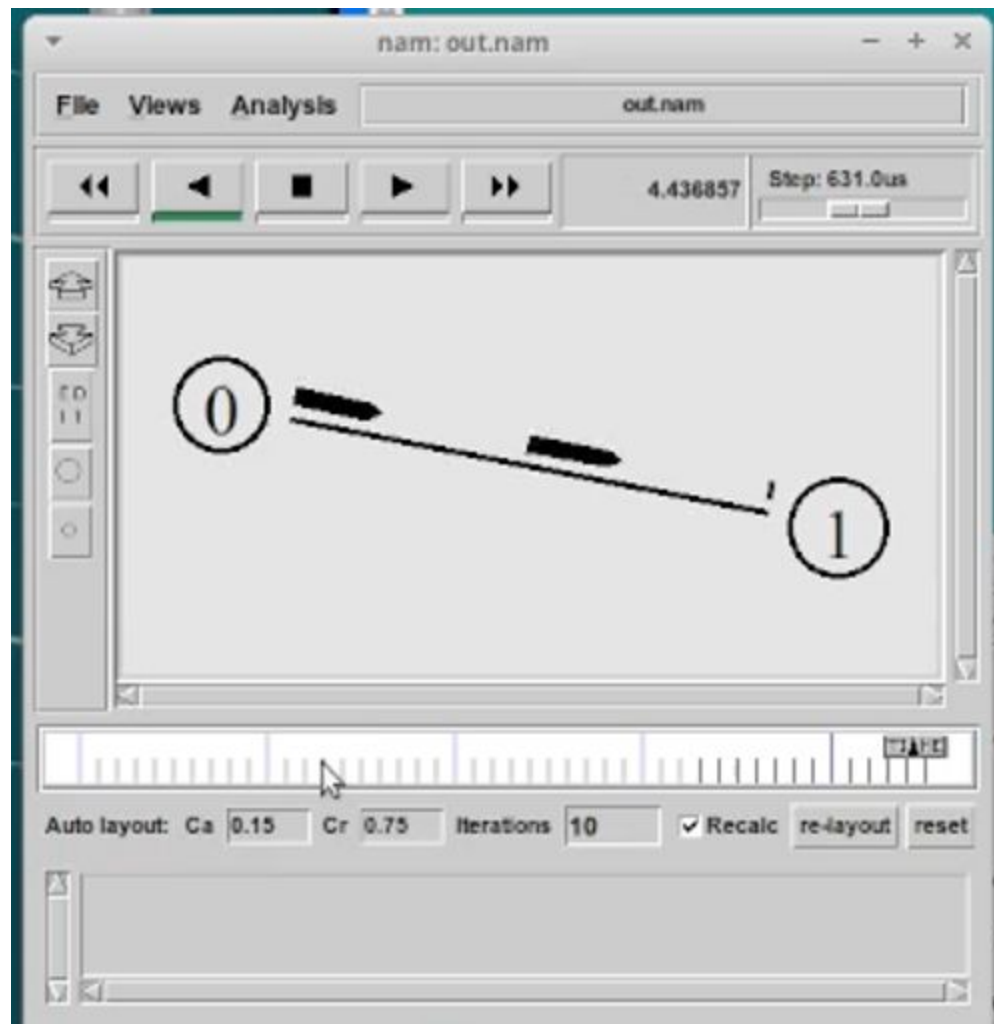 nam: out.nam
File Views Analysis out.nam
4.436857 Step: 631.0us
0
1
TIME
Auto layout: Ca 0.15 Cr 0.75 Iterations 10 Recalc re-layout reset